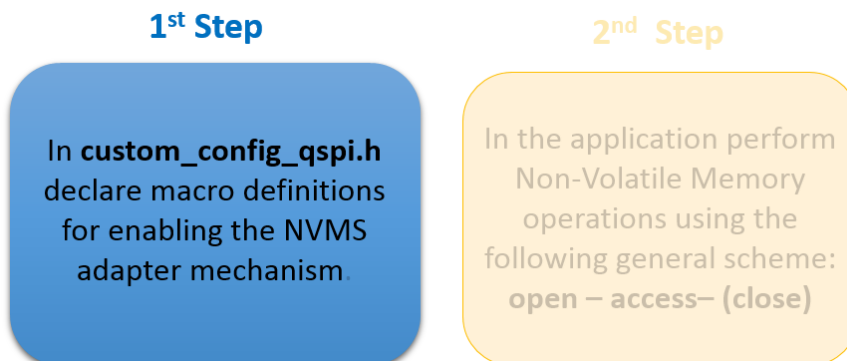 1st Step
In custom_config_qspi.h
declare macro definitions
for enabling the NVMS
adapter mechanism.
2nd Step
In the application perform
Non-Volatile Memory
operations using the
following general scheme:
open – access– (close)